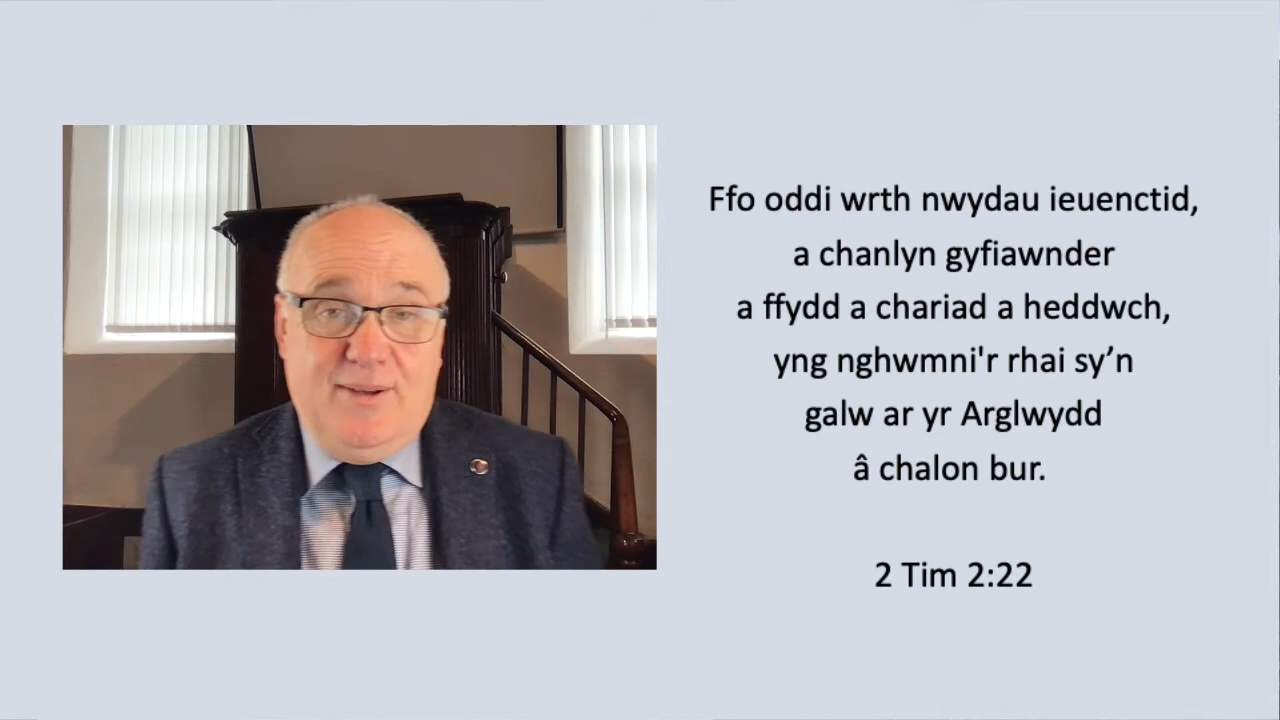 Ffo oddi wrth nwydau ieuenctid,
a chanlyn gyfiawnder
a ffydd a chariad a heddwch,
yng nghwmni'r rhai sy’n
galw ar yr Arglwydd
â chalon bur.
2 Tim 2:22